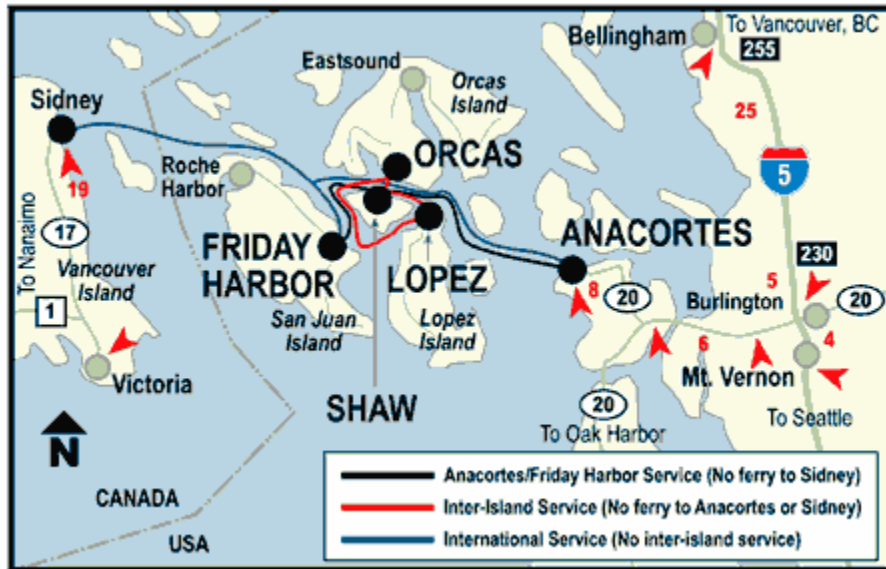 To Vancouver, BC
Bellingham
255
Eastsound
Orcas
Island
Sidney
25
ORCAS
Roche
Harbor
5
19
17
To Nanaimo
FRIDAY
HARBOR
ANACORTES
230
LOPEZ
8
20
5
Burlington
20
Vancouver
Island
1
San Juan
Island
Lopez
Island
6
4
Mt. Vernon
Victoria
SHAW
20
To Seattle
To Oak Harbor
N
CANADA
USA
Anacortes/Friday Harbor Service (No ferry to Sidney)
Inter-Island Service (No ferry to Anacortes or Sidney)
International Service (No inter-island service)